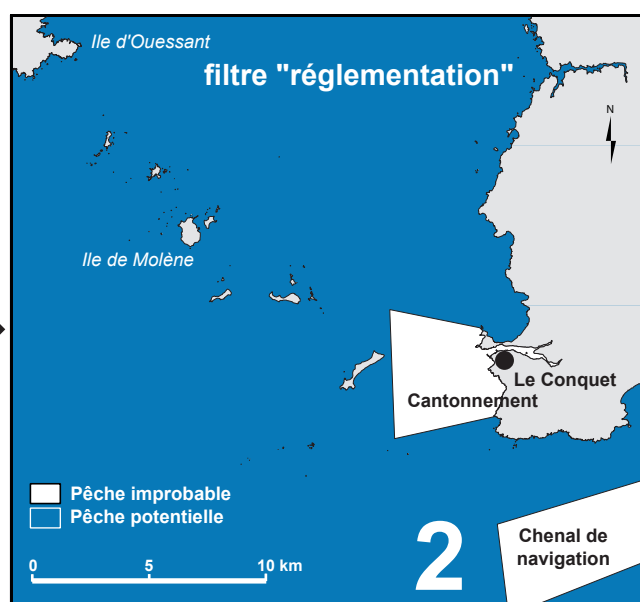 Ile d'Ouessant
filtre "réglementation"
N
Ile de Molène
Le Conquet
Cantonnement
Pêche improbable
Pêche potentielle
0 5 10 km
2
Chenal de
navigation